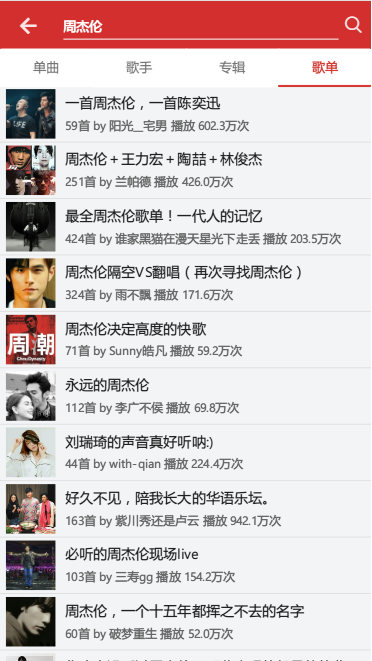 周杰伦
单曲
歌手
专辑
歌单
一首周杰伦，一首陈奕迅
59首 by 阳光__宅男 播放 602.3万次
周杰伦＋王力宏＋陶喆＋林俊杰
251首 by 兰帕德 播放 426.0万次
最全周杰伦歌单！一代人的记忆
424首 by 谁家黑猫在漫天星光下走丢 播放 203.5万次
周杰伦隔空VS翻唱（再次寻找周杰伦）
324首 by 雨不飘 播放 171.6万次
周杰伦决定高度的快歌
71首 by Sunny皓凡 播放 59.2万次
周潮
永远的周杰伦
112首 by 李广不侯 播放 69.8万次
刘瑞琦的声音真好听呐:)
44首 by with-qian 播放 224.4万次
好久不见，陪我长大的华语乐坛。
163首 by 紫川秀还是卢云 播放 942.1万次
必听的周杰伦现场live
103首 by 三寿gg 播放 154.2万次
周杰伦，一个十五年都挥之不去的名字
60首 by 破梦重生 播放 52.0万次